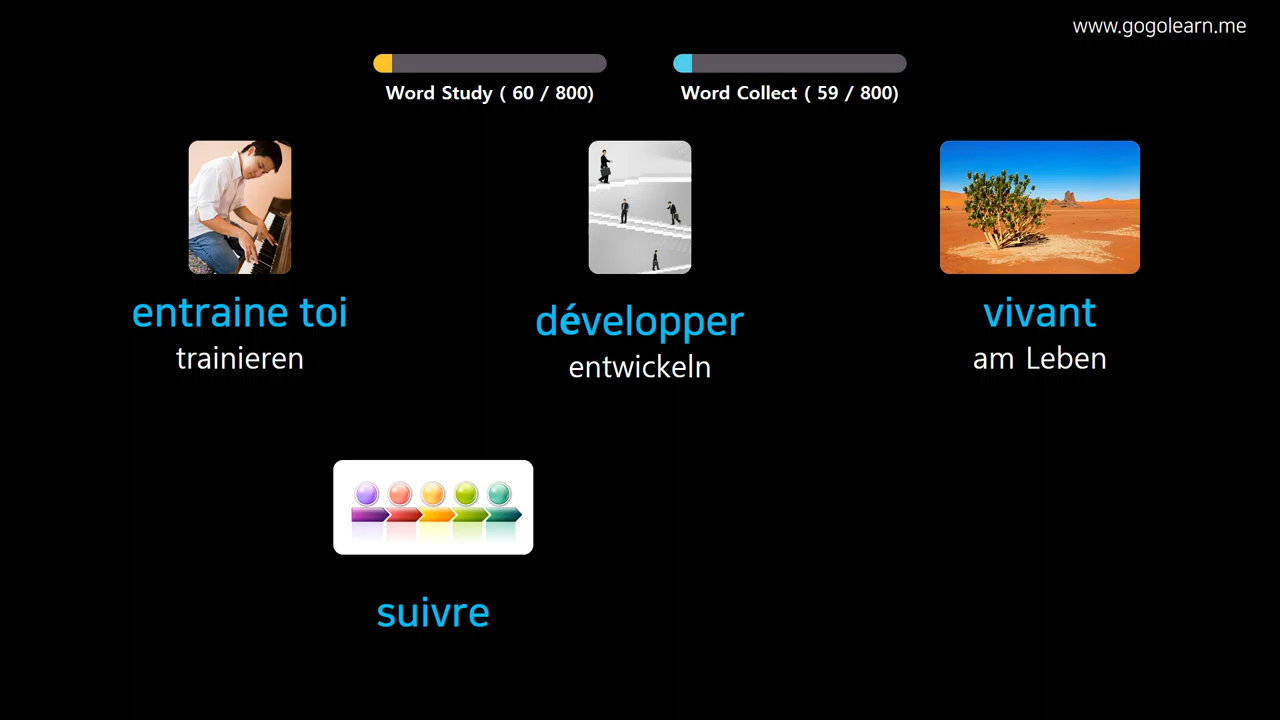 www.gogolearn.me
Word Study ( 60 / 800)
Word Collect ( 59 / 800)
entraine toi
trainieren
développer
entwickeln
vivant
am Leben
suivre